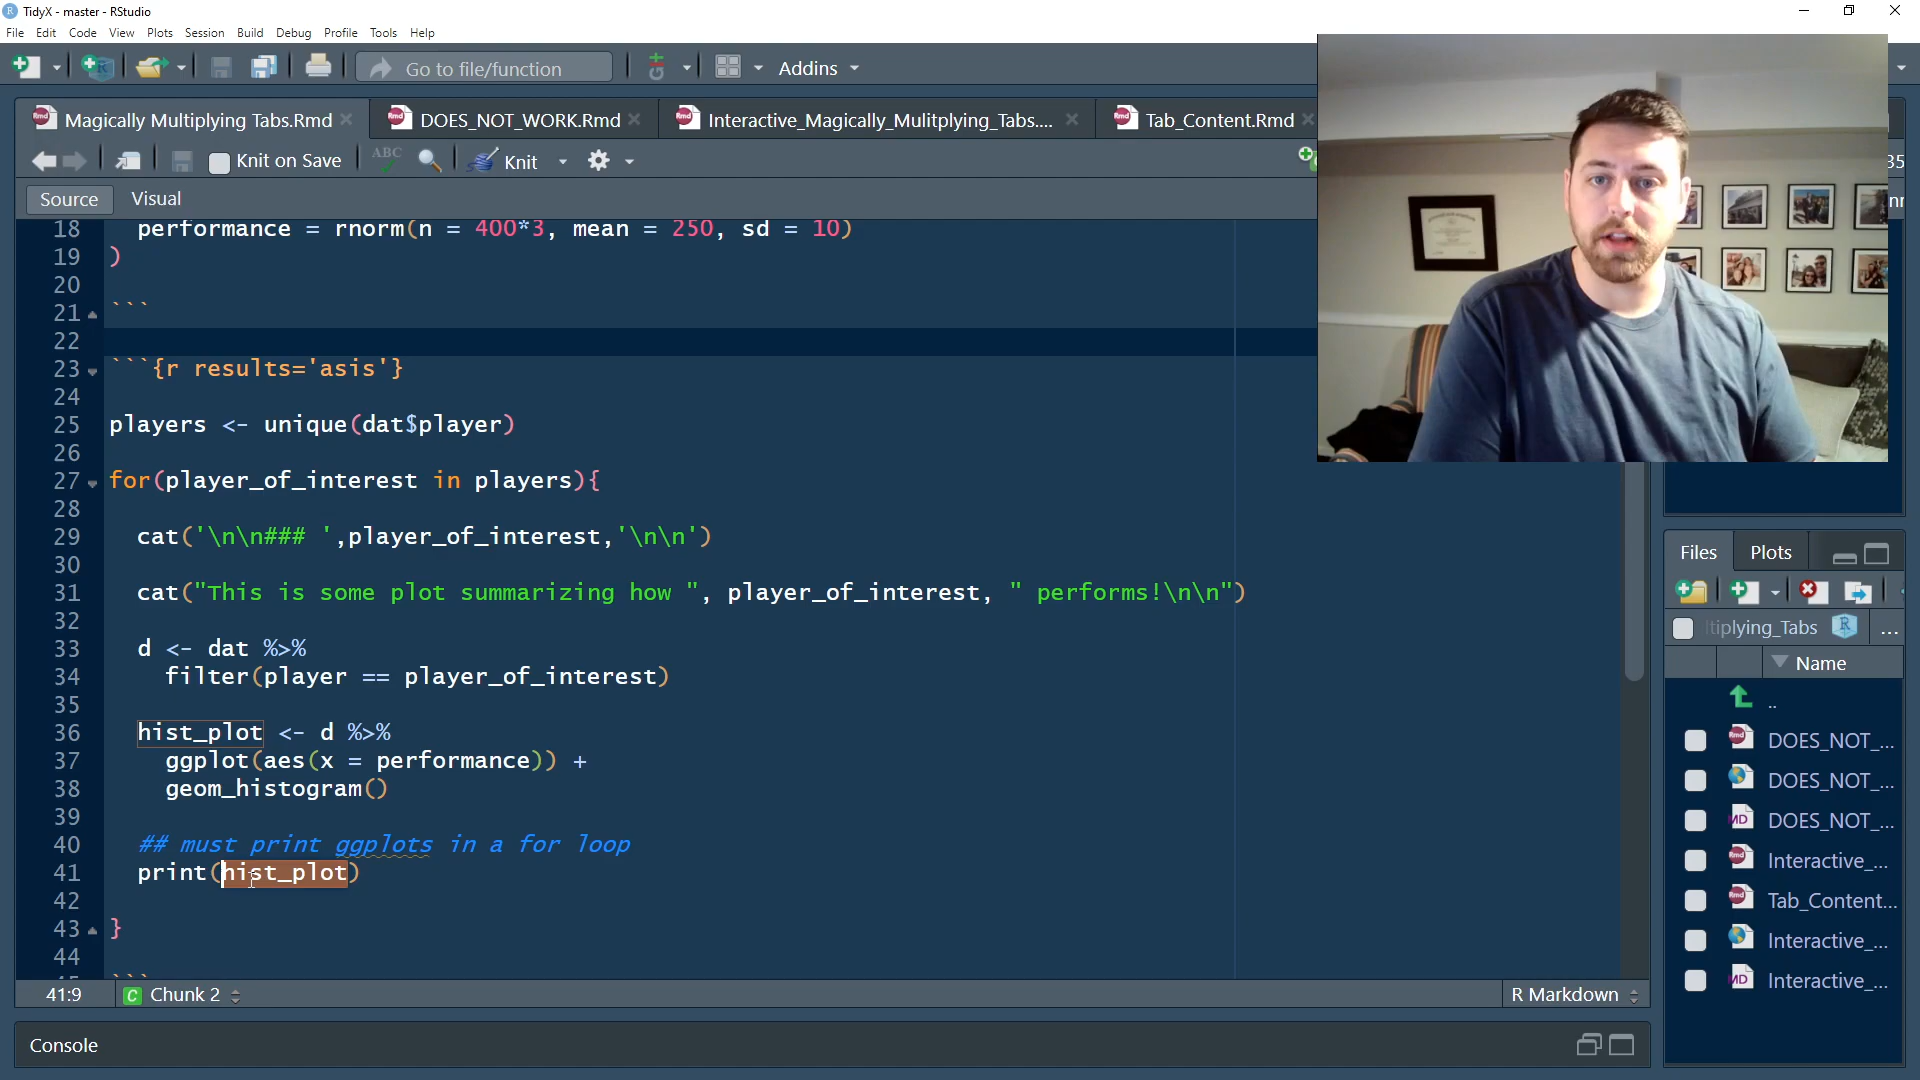 TidyX - master - RStudio
File Edit Code View Plots Session Build Debug Profile Tools Help
Go to file/function
Addins
Magically Multiplying Tabs.Rmd
DOES_NOT_WORK.Rmd
Interactive_Magically_Mulitplying_Tabs....
Tab_Content.Rmd
Knit on Save
ABC
Knit
Source
Visual
18 performance = rnorm(n = 400*3, mean = 250, sd = 10)
19 )
20
21 ```
22
23 ```{r results='asis'}
24
25 players <- unique(dat$player)
26
27 for(player_of_interest in players){
28
29 cat('\n\n### ',player_of_interest,'\n\n')
30
31 cat("This is some plot summarizing how ", player_of_interest, " performs!\n\n")
32
33 d <- dat %>%
34 filter(player == player_of_interest)
35
36 hist_plot <- d %>%
37 ggplot(aes(x = performance)) +
38 geom_histogram()
39
40 ## must print ggplots in a for loop
41 print(hist_plot)
42
43 }
44
```
41:9
C Chunk 2
R Markdown
Console
Files
Plots
ltiplying_Tabs
...
Name
..
DOES_NOT_...
DOES_NOT_...
MD DOES_NOT_...
Interactive_...
Tab_Content...
Interactive_...
MD Interactive_...